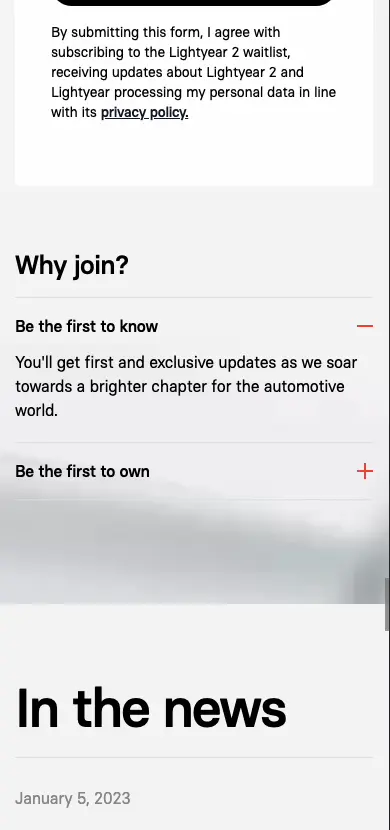 By submitting this form, I agree with
subscribing to the Lightyear 2 waitlist,
receiving updates about Lightyear 2 and
Lightyear processing my personal data in line
with its privacy policy.
Why join?
Be the first to know
You'll get first and exclusive updates as we soar
towards a brighter chapter for the automotive
world.
Be the first to own
In the news
January 5, 2023